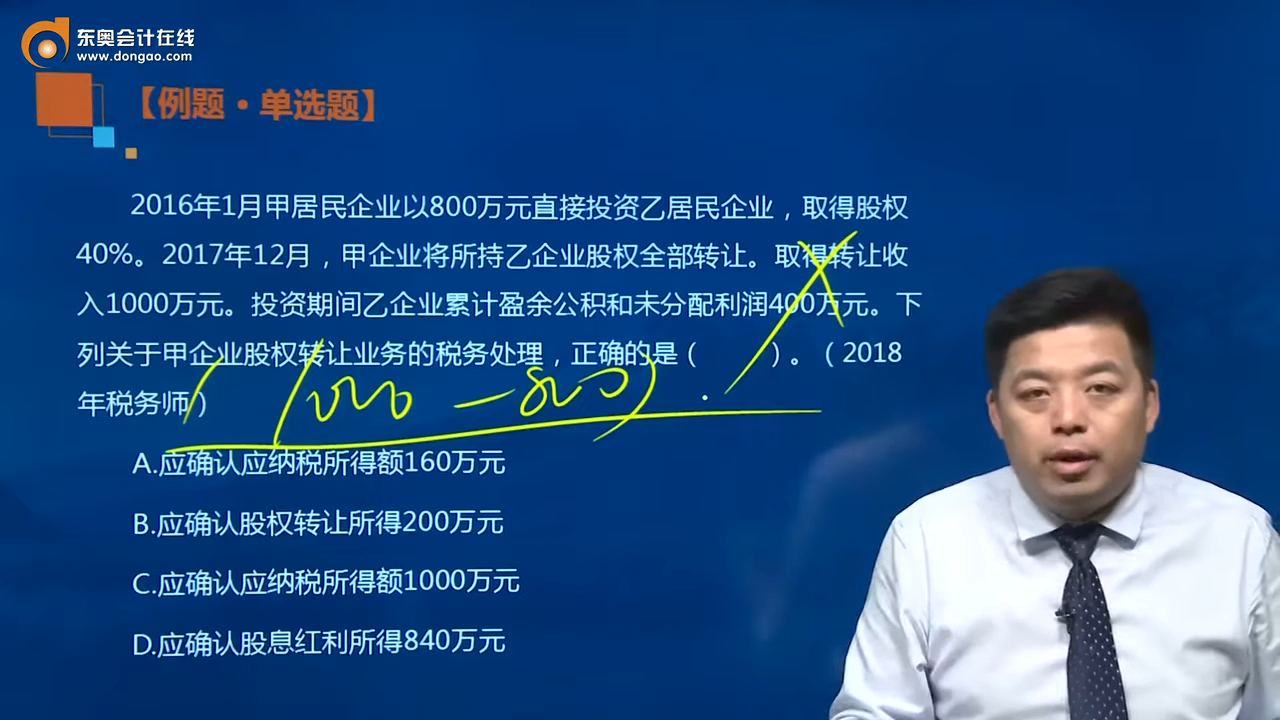 东奥会计在线
www.dongao.com
【例题·单选题】
2016年1月甲居民企业以800万元直接投资乙居民企业，取得股权
40%。2017年12月，甲企业将所持乙企业股权全部转让。取得转让收
入1000万元。投资期间乙企业累计盈余公积和未分配利润400万元。下
列关于甲企业股权转让业务的税务处理，正确的是（　　）。（2018
年税务师）
(1000－800)
A.应确认应纳税所得额160万元
B.应确认股权转让所得200万元
C.应确认应纳税所得额1000万元
D.应确认股息红利所得840万元